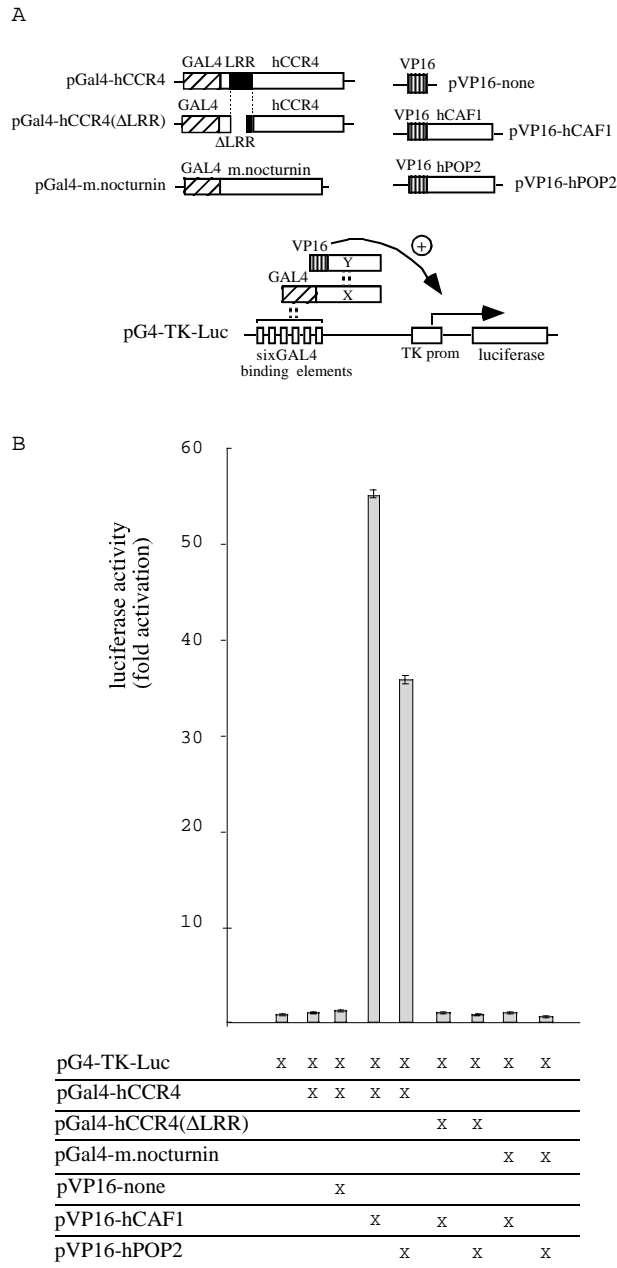 A
GAL4 LRR hCCR4
pGal4-hCCR4
GAL4 hCCR4
pGal4-hCCR4(ΔLRR)
ΔLRR
GAL4 m.nocturnin
pGal4-m.nocturnin
VP16
pVP16-none
VP16 hCAF1
pVP16-hCAF1
VP16 hPOP2
pVP16-hPOP2
VP16 Y +
GAL4 X
pG4-TK-Luc
sixGAL4
binding elements
TK prom
luciferase
B
luciferase activity
(fold activation)
60
50
40
30
20
10
pG4-TK-Luc x x x x x x x x x
pGal4-hCCR4 x x x x
pGal4-hCCR4(ΔLRR) x x
pGal4-m.nocturnin x x
pVP16-none x
pVP16-hCAF1 x x x
pVP16-hPOP2 x x x